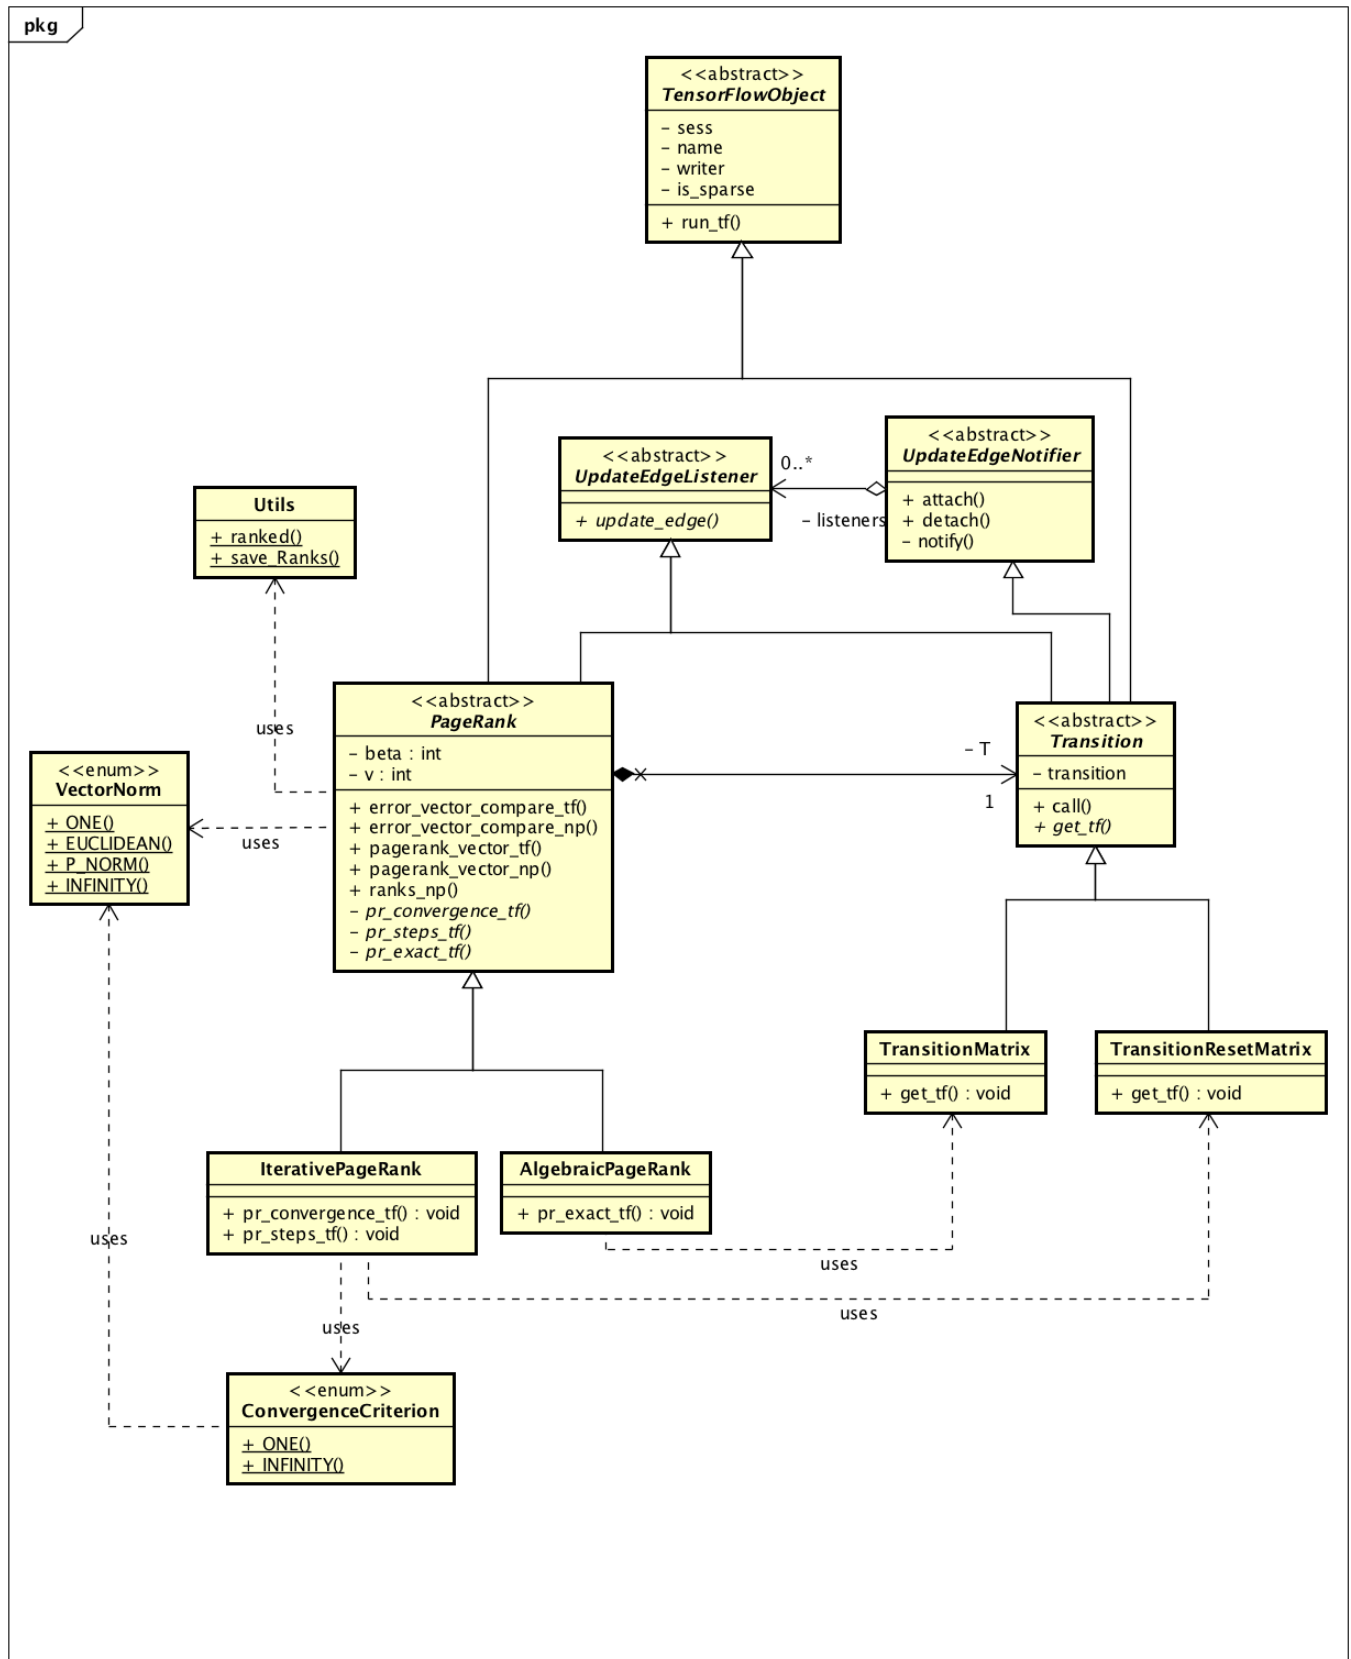 pkg
<<abstract>>
TensorFlowObject
– sess
– name
– writer
– is_sparse
+ run_tf()
<<abstract>>
UpdateEdgeListener
+ update_edge()
0..*
– listeners
<<abstract>>
UpdateEdgeNotifier
+ attach()
+ detach()
– notify()
Utils
+ ranked()
+ save_Ranks()
uses
<<abstract>>
PageRank
– beta : int
– v : int
+ error_vector_compare_tf()
+ error_vector_compare_np()
+ pagerank_vector_tf()
+ pagerank_vector_np()
+ ranks_np()
– pr_convergence_tf()
– pr_steps_tf()
– pr_exact_tf()
– T
1
<<abstract>>
Transition
– transition
+ call()
+ get_tf()
<<enum>>
VectorNorm
+ ONE()
+ EUCLIDEAN()
+ P_NORM()
+ INFINITY()
uses
TransitionMatrix
+ get_tf() : void
TransitionResetMatrix
+ get_tf() : void
IterativePageRank
+ pr_convergence_tf() : void
+ pr_steps_tf() : void
AlgebraicPageRank
+ pr_exact_tf() : void
uses
uses
uses
uses
<<enum>>
ConvergenceCriterion
+ ONE()
+ INFINITY()